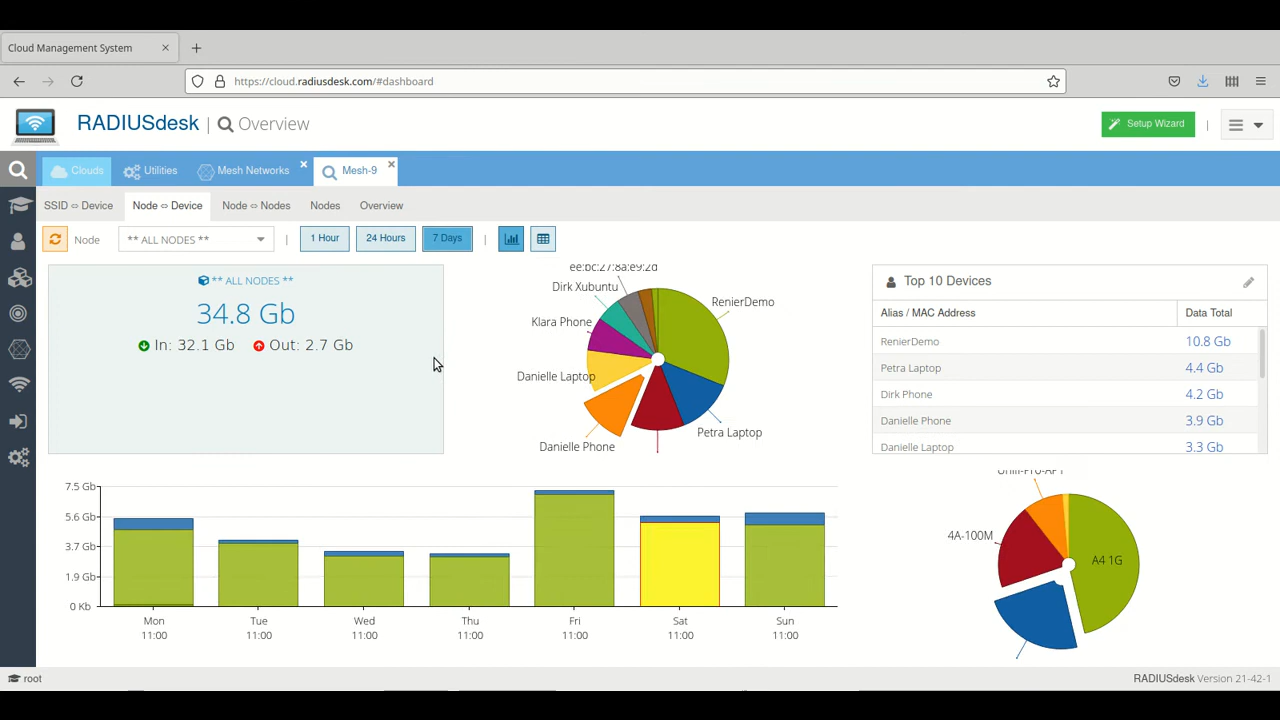 Cloud Management System
https://cloud.radiusdesk.com/#dashboard
RADIUSdesk | Overview
Setup Wizard
Clouds
Utilities
Mesh Networks
Mesh-9
SSID ⇔ Device
Node ⇔ Device
Node ⇔ Nodes
Nodes
Overview
Node
** ALL NODES **
1 Hour
24 Hours
7 Days
** ALL NODES **
34.8 Gb
In: 32.1 Gb Out: 2.7 Gb
ee:bc:27:8a:e9:2d
Dirk Xubuntu
RenierDemo
Klara Phone
Danielle Laptop
Petra Laptop
Danielle Phone
Top 10 Devices
Alias / MAC Address Data Total
RenierDemo 10.8 Gb
Petra Laptop 4.4 Gb
Dirk Phone 4.2 Gb
Danielle Phone 3.9 Gb
Danielle Laptop 3.3 Gb
7.5 Gb
5.6 Gb
3.7 Gb
1.9 Gb
0 Kb
Mon Tue Wed Thu Fri Sat Sun
11:00 11:00 11:00 11:00 11:00 11:00 11:00
4A-100M
A4 1G
root
RADIUSdesk Version 21-42-1